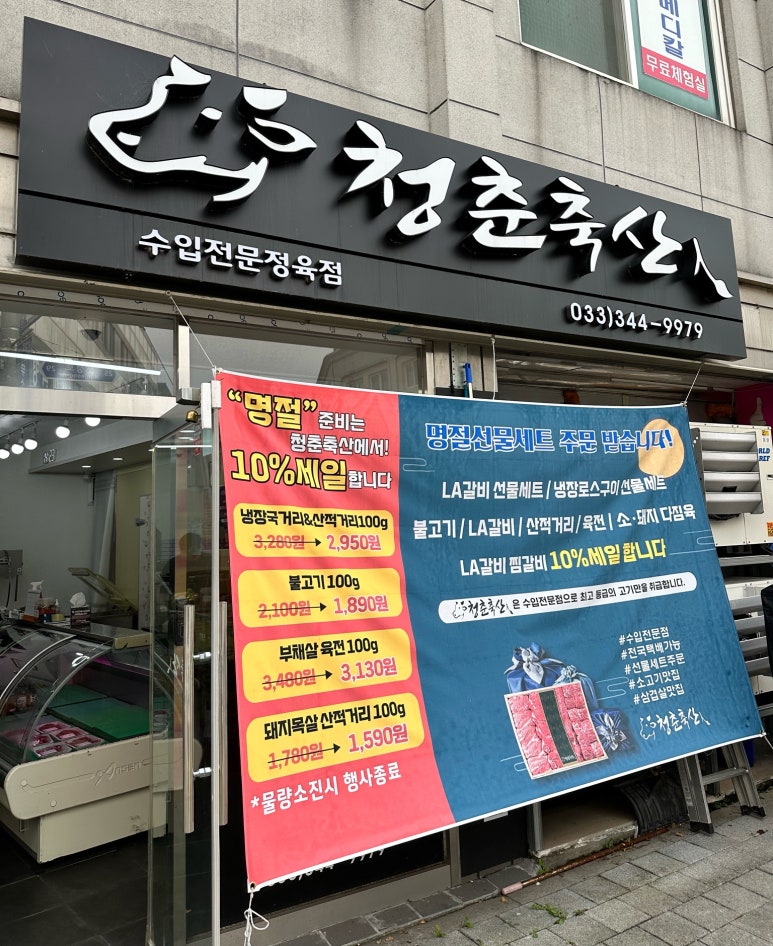 메디칼
무료체험실
청춘축산
수입전문정육점
033)344-9979
"명절" 준비는
청춘축산에서!
10%세일합니다
냉장국거리&산적거리100g
3,280원 → 2,950원
불고기 100g
2,100원 → 1,890원
부채살 육전 100g
3,480원 → 3,130원
돼지목살 산적거리 100g
1,780원 → 1,590원
*물량소진시 행사종료
명절선물세트 주문 받습니다!
LA갈비 선물세트 / 냉장로스구이 선물세트
불고기 / LA갈비 / 산적거리 / 육전 | 소·돼지 다짐육
LA갈비 찜갈비 10%세일합니다
청춘축산은 수입전문점으로 최고 등급의 고기만을 취급합니다.
#수입전문점
#전국택배가능
#선물세트주문
#소고기맛집
#삼겹살맛집
청춘축산